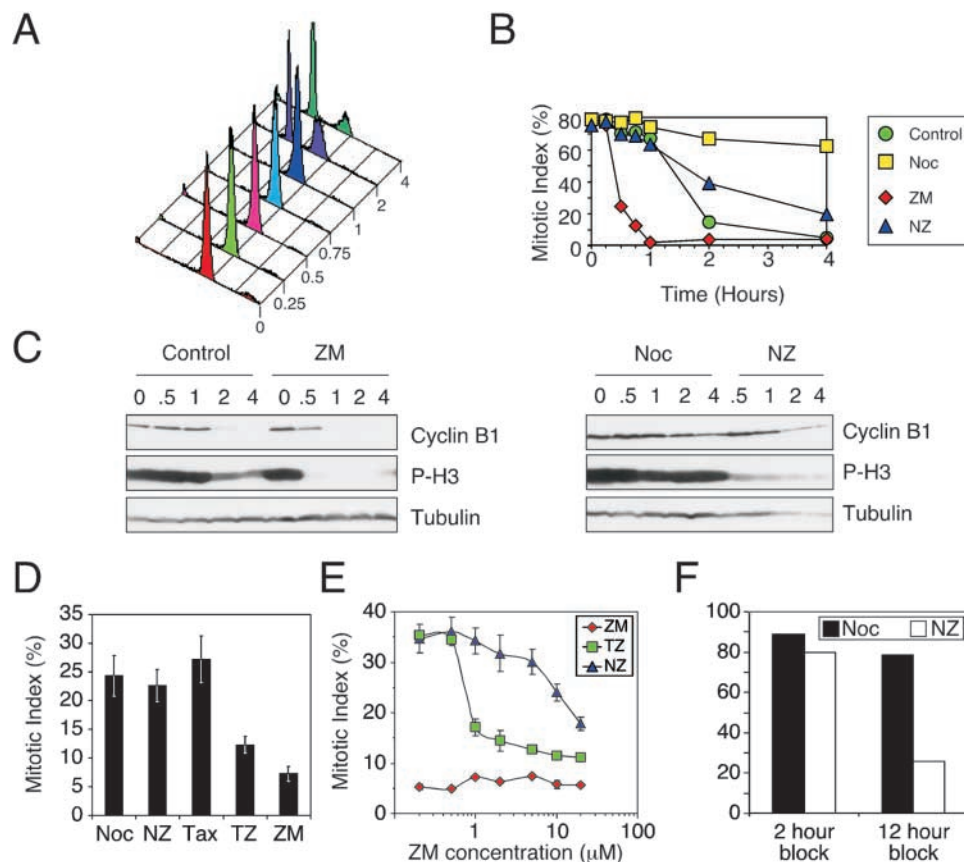 A
4
2
1
0.75
0.5
0.25
0
B
Mitotic Index (%)
80
60
40
20
0
0 1 2 3 4
Time (Hours)
Control
Noc
ZM
NZ
C
Control ZM
0 .5 1 2 4 0 .5 1 2 4
Cyclin B1
P-H3
Tubulin
Noc NZ
0 .5 1 2 4 .5 1 2 4
Cyclin B1
P-H3
Tubulin
D
Mitotic Index (%)
35
30
25
20
15
10
5
0
Noc NZ Tax TZ ZM
E
Mitotic Index (%)
40
30
20
10
0
1 10 100
ZM concentration (μM)
ZM
TZ
NZ
F
100
80
60
40
20
0
Noc NZ
2 hour block
12 hour block